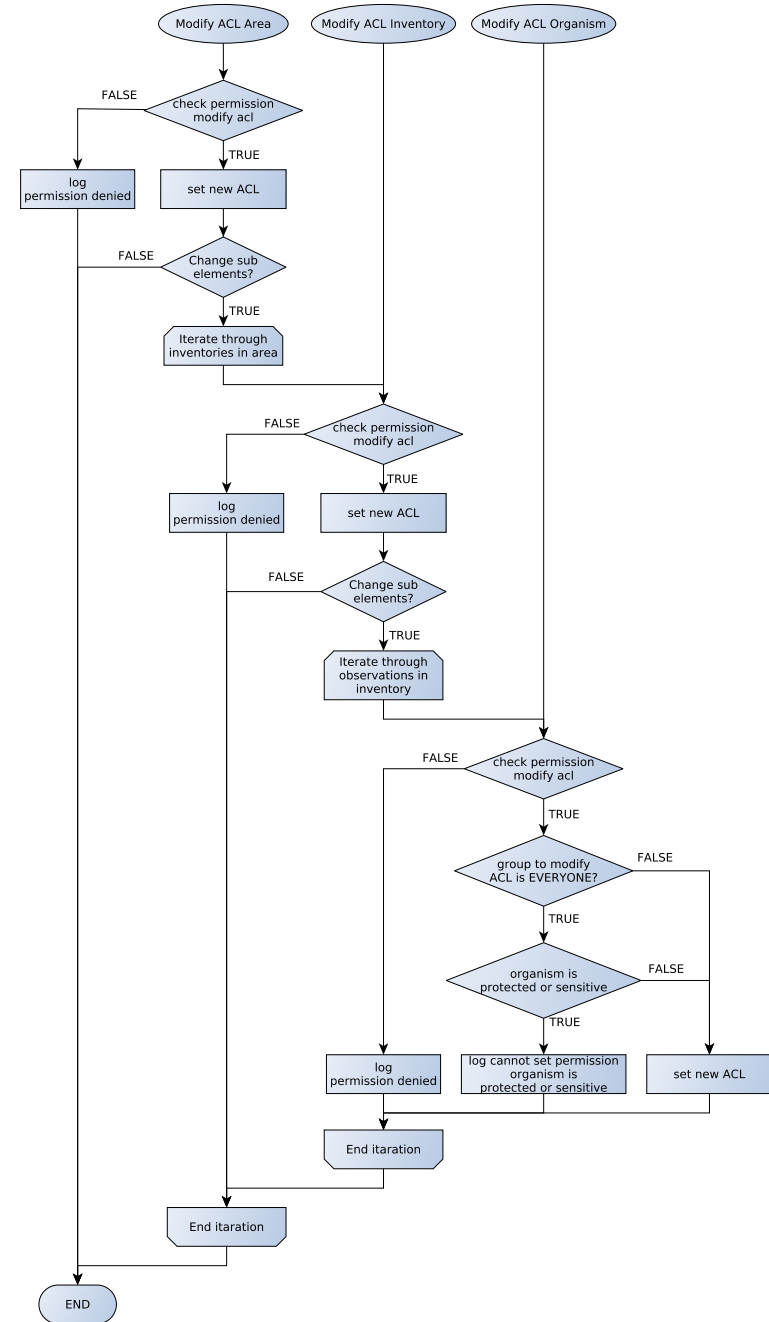 Modify ACL Area
Modify ACL Inventory
Modify ACL Organism
FALSE
check permission
modify acl
TRUE
log
permission denied
set new ACL
FALSE
Change sub
elements?
TRUE
Iterate through
inventories in area
FALSE
check permission
modify acl
TRUE
log
permission denied
set new ACL
FALSE
Change sub
elements?
TRUE
Iterate through
observations in
inventory
FALSE
check permission
modify acl
TRUE
group to modify
ACL is EVERYONE?
FALSE
TRUE
organism is
protected or sensitive
FALSE
TRUE
log
permission denied
log cannot set permission
organism is
protected or sensitive
set new ACL
End itaration
End itaration
END